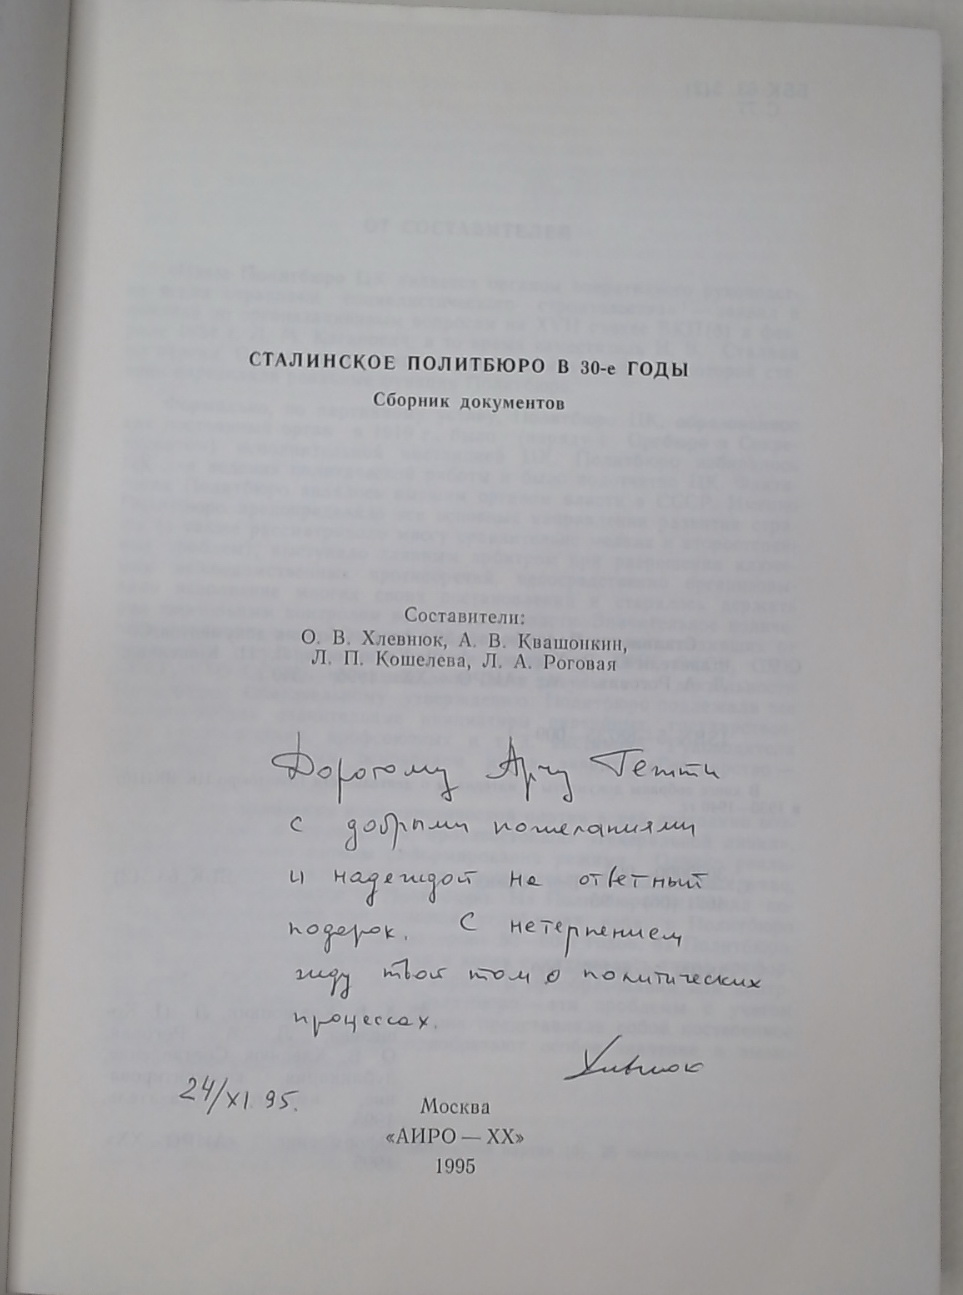 СТАЛИНСКОЕ ПОЛИТБЮРО В 30-е ГОДЫ
Сборник документов
Составители:
О. В. Хлевнюк, А. В. Квашонкин,
Л. П. Кошелева, Л. А. Роговая
Дорогому Арчу Гетти
с добрыми пожеланиями
и надеждой на ответный
подарок. С нетерпением
жду твой том о политических
процессах.
Хлевнюк
24/XI.95.
Москва
«АИРО — XX»
1995